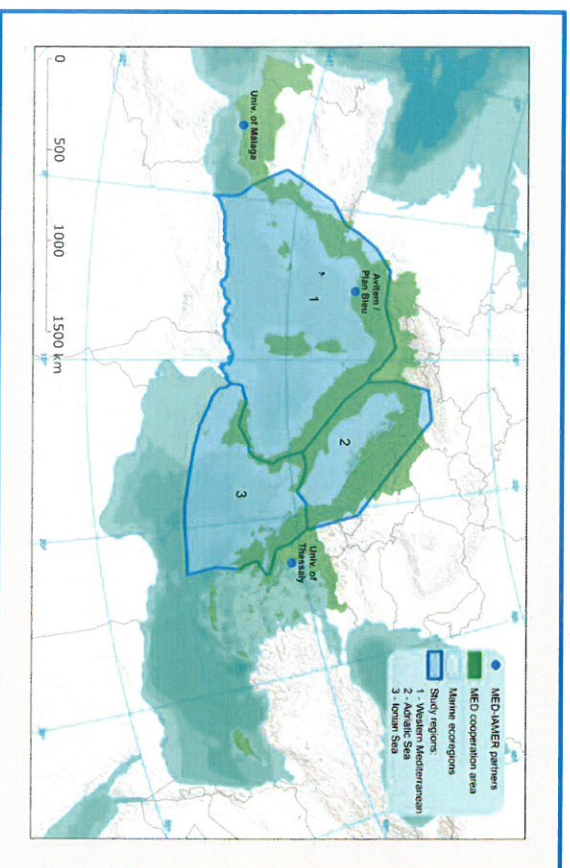 MED-IAMER partners
MED cooperation area
Marine ecoregions
Study regions:
1 - Western Mediterranean
2 - Adriatic Sea
3 - Ionian Sea
Univ. of Málaga
Avitem /
Plan Bleu
Univ. of
Thessaly
1
2
3
0
500
1000
1500 km